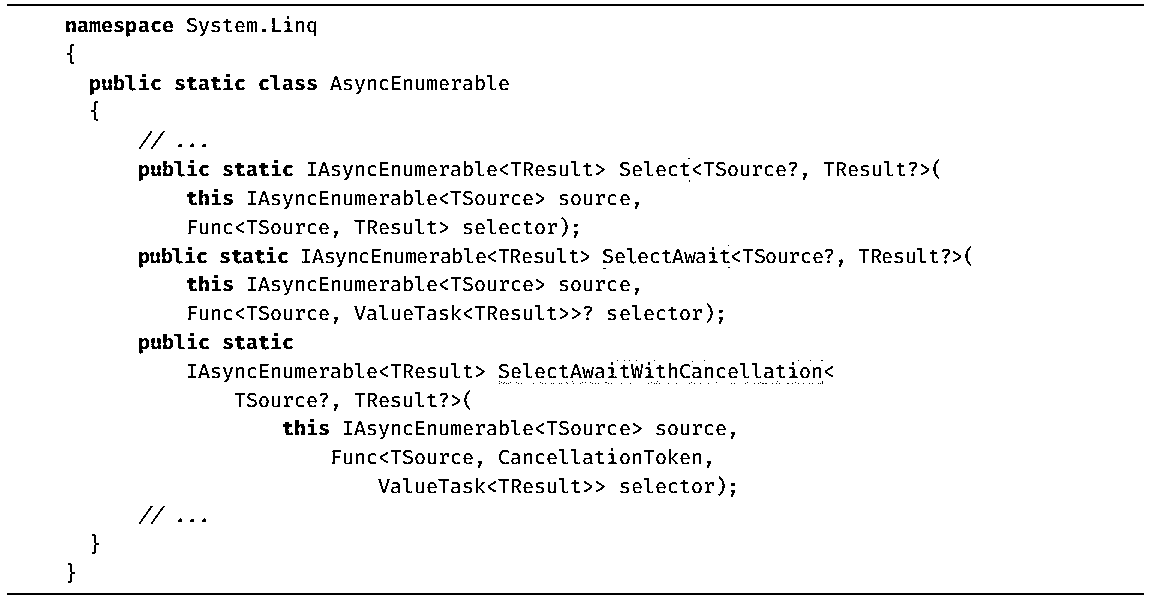 namespace System.Linq
{
public static class AsyncEnumerable
{
// ...
public static IAsyncEnumerable<TResult> Select<TSource?, TResult?>(
this IAsyncEnumerable<TSource> source,
Func<TSource, TResult> selector);
public static IAsyncEnumerable<TResult> SelectAwait<TSource?, TResult?>(
this IAsyncEnumerable<TSource> source,
Func<TSource, ValueTask<TResult>>? selector);
public static
IAsyncEnumerable<TResult> SelectAwaitWithCancellation<
TSource?, TResult?>(
this IAsyncEnumerable<TSource> source,
Func<TSource, CancellationToken,
ValueTask<TResult>> selector);
// ...
}
}